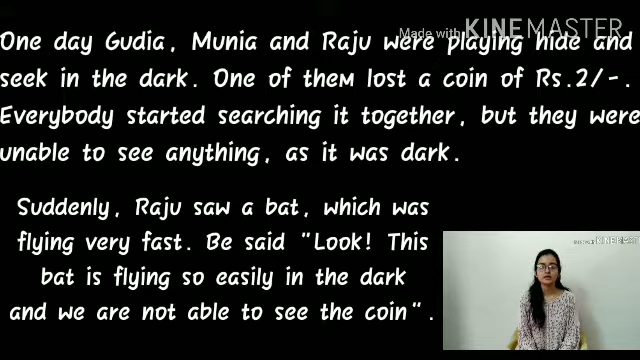 Made with KINEMASTER
One day Gudia, Munia and Raju were playing hide and
seek in the dark. One of them lost a coin of Rs.2/-.
Everybody started searching it together, but they were
unable to see anything, as it was dark.
Suddenly, Raju saw a bat, which was
flying very fast. Be said "Look! This
bat is flying so easily in the dark
and we are not able to see the coin".
KINEMASTER